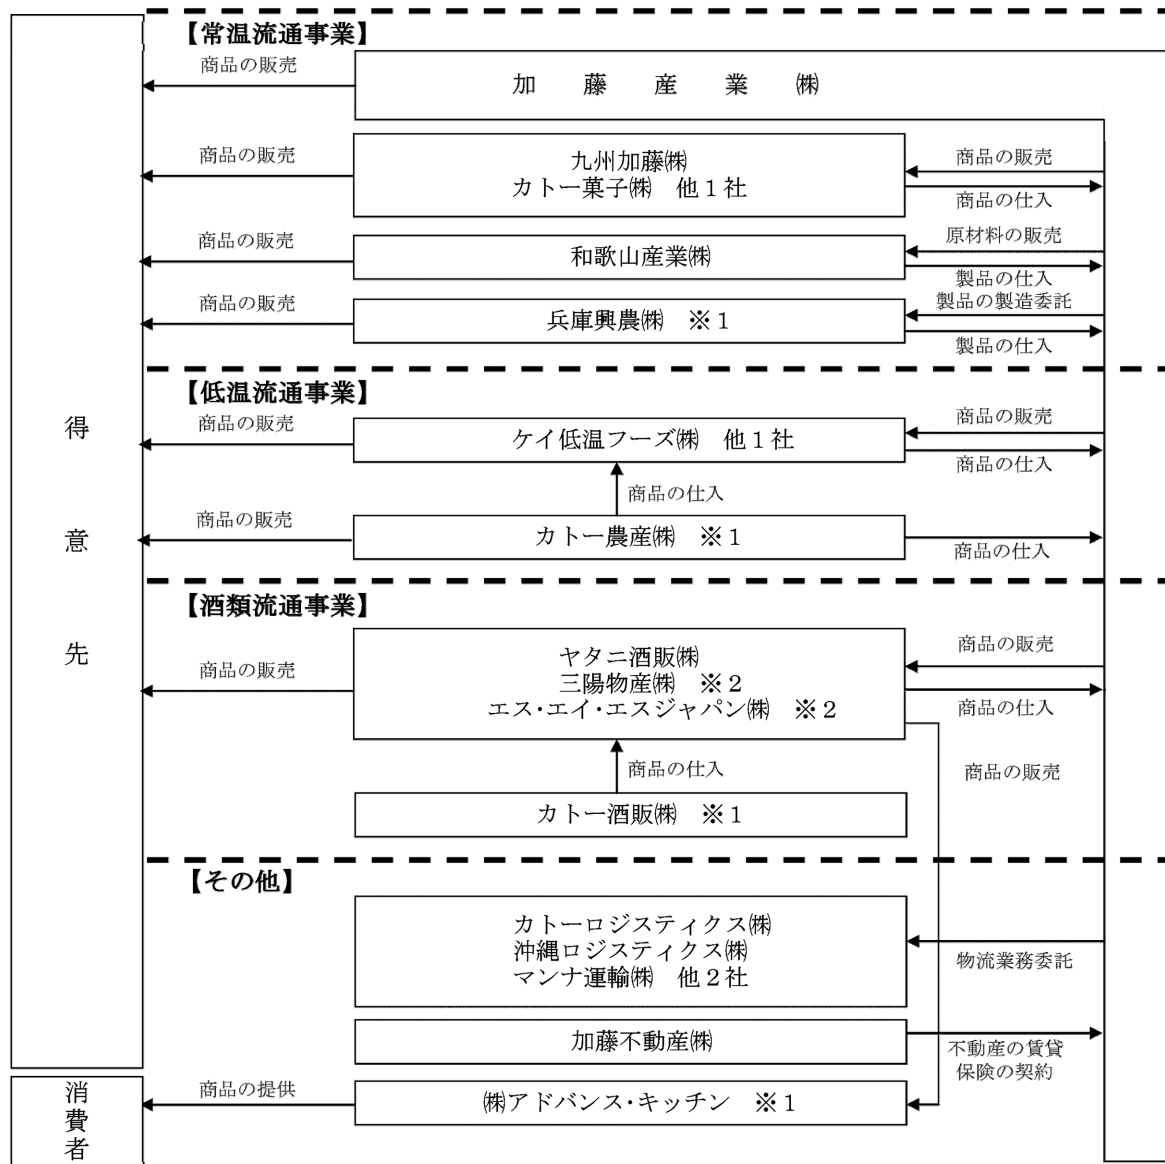 【常温流通事業】
商品の販売
加藤産業㈱
商品の販売
九州加藤㈱
カトー菓子㈱　他１社
商品の販売
商品の仕入
商品の販売
和歌山産業㈱
原材料の販売
製品の仕入
商品の販売
兵庫興農㈱　※１
製品の製造委託
製品の仕入
【低温流通事業】
商品の販売
ケイ低温フーズ㈱　他１社
商品の販売
商品の仕入
商品の仕入
商品の販売
カトー農産㈱　※１
商品の仕入
【酒類流通事業】
商品の販売
ヤタニ酒販㈱
三陽物産㈱　※２
エス･エイ･エスジャパン㈱　※２
商品の販売
商品の仕入
商品の仕入
商品の販売
カトー酒販㈱　※１
【その他】
カトーロジスティクス㈱
沖縄ロジスティクス㈱
マンナ運輸㈱　他２社
物流業務委託
加藤不動産㈱
不動産の賃貸
保険の契約
商品の提供
㈱アドバンス･キッチン　※１
得意先
消費者